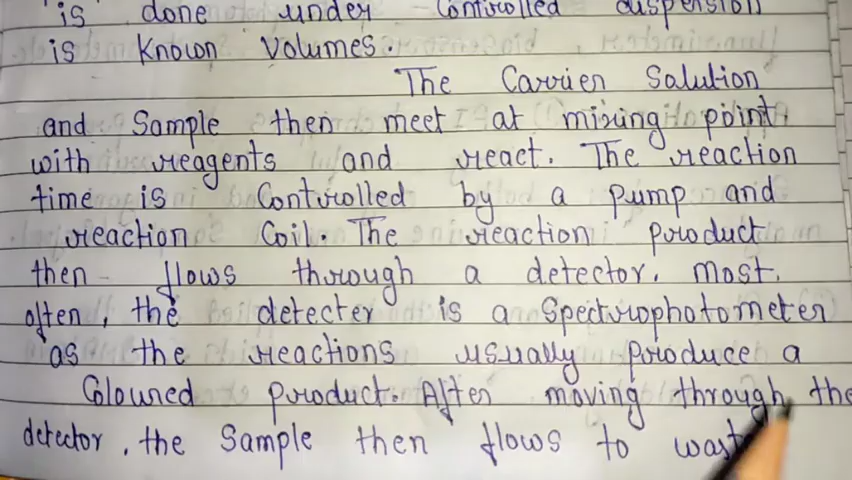 is done under Controlled suspension
is Known Volumes.
The Carrier Salution
and Sample then meet at mixing point
with reagents and react. The reaction
time is Controlled by a pump and
reaction Coil. The reaction product
then flows through a detector. most
often, the detecter is a Spectrophotometer
as the reactions usually produce a
Coloured product. After moving through the
detector, the Sample then flows to